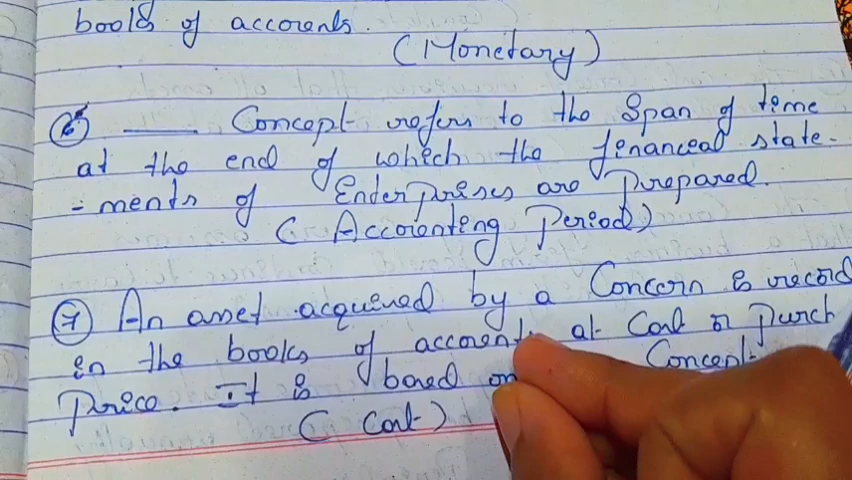 books of accounts.
(Monetary)
(6) ____ Concept refers to the Span of time
at the end of which the financial state-
-ments of Enterprises are Prepared.
(Accounting Period)
(7) An asset acquired by a Concern is record
in the books of account at Cost or Purch
Price. It is based on Concept
(Cost)